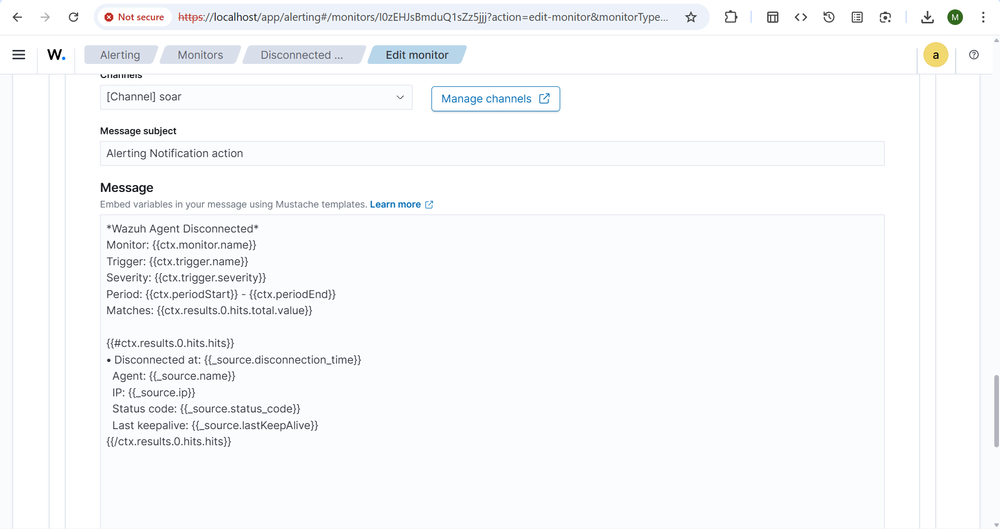 Not secure
https://localhost/app/alerting#/monitors/I0zEHJsBmduQ1sZz5jjj?action=edit-monitor&monitorType...
M
W.
Alerting
Monitors
Disconnected ...
Edit monitor
a
Channels
[Channel] soar
Manage channels
Message subject
Alerting Notification action
Message
Embed variables in your message using Mustache templates. Learn more
*Wazuh Agent Disconnected*
Monitor: {{ctx.monitor.name}}
Trigger: {{ctx.trigger.name}}
Severity: {{ctx.trigger.severity}}
Period: {{ctx.periodStart}} - {{ctx.periodEnd}}
Matches: {{ctx.results.0.hits.total.value}}
{{#ctx.results.0.hits.hits}}
• Disconnected at: {{_source.disconnection_time}}
Agent: {{_source.name}}
IP: {{_source.ip}}
Status code: {{_source.status_code}}
Last keepalive: {{_source.lastKeepAlive}}
{{/ctx.results.0.hits.hits}}